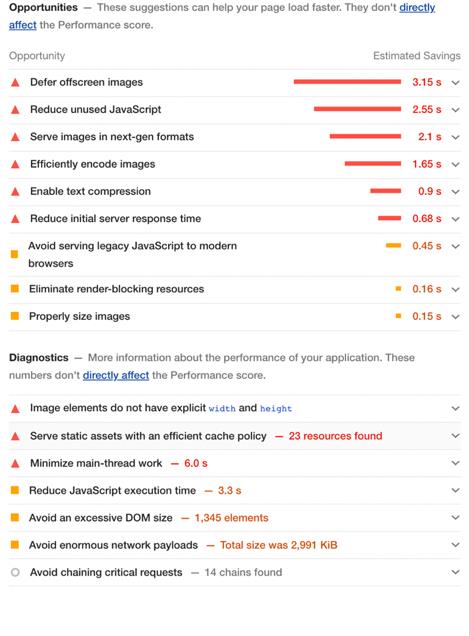 Opportunities — These suggestions can help your page load faster. They don't directly
affect the Performance score.
Opportunity Estimated Savings
Defer offscreen images 3.15 s
Reduce unused JavaScript 2.55 s
Serve images in next-gen formats 2.1 s
Efficiently encode images 1.65 s
Enable text compression 0.9 s
Reduce initial server response time 0.68 s
Avoid serving legacy JavaScript to modern 0.45 s
browsers
Eliminate render-blocking resources 0.16 s
Properly size images 0.15 s
Diagnostics — More information about the performance of your application. These
numbers don't directly affect the Performance score.
Image elements do not have explicit width and height
Serve static assets with an efficient cache policy — 23 resources found
Minimize main-thread work — 6.0 s
Reduce JavaScript execution time — 3.3 s
Avoid an excessive DOM size — 1,345 elements
Avoid enormous network payloads — Total size was 2,991 KiB
Avoid chaining critical requests — 14 chains found